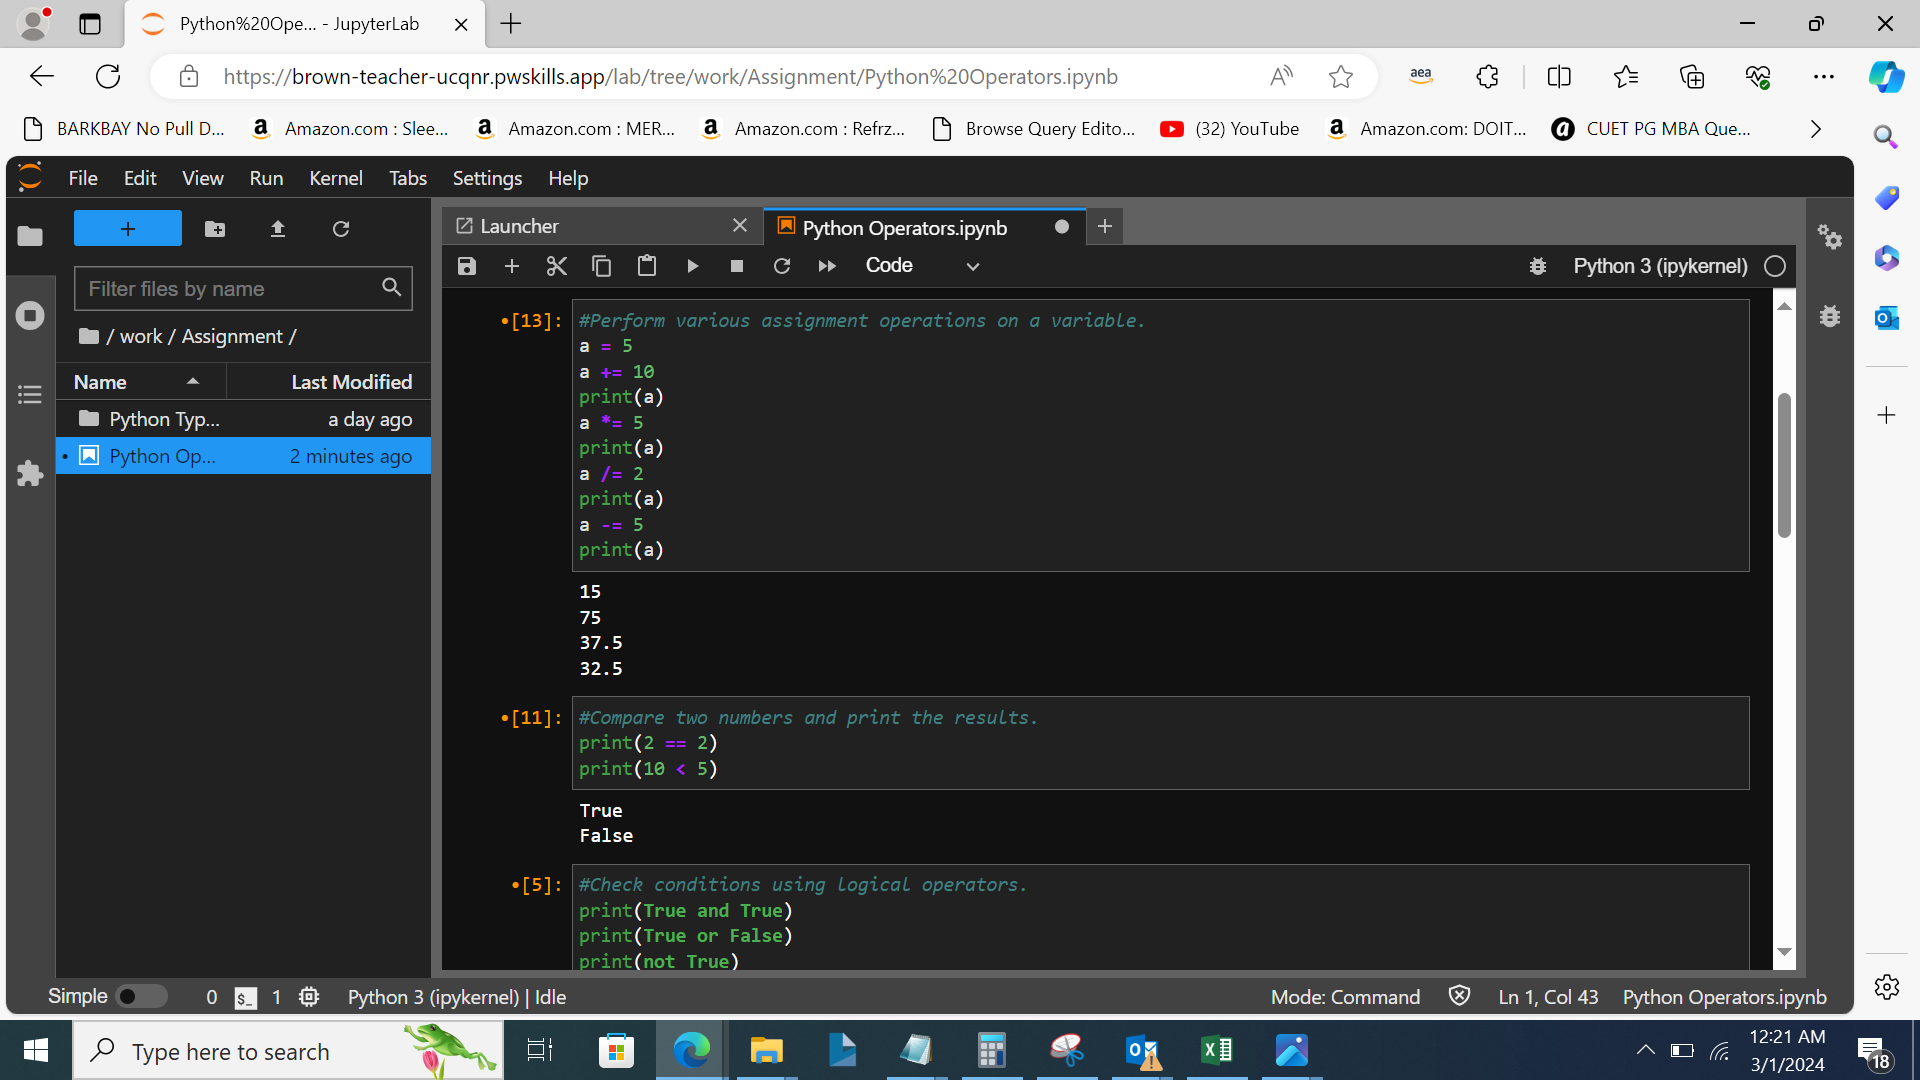 Python%20Ope... - JupyterLab
https://brown-teacher-ucqnr.pwskills.app/lab/tree/work/Assignment/Python%20Operators.ipynb
aea
BARKBAY No Pull D...
Amazon.com : Slee...
Amazon.com : MER...
Amazon.com : Refrz...
Browse Query Edito...
(32) YouTube
Amazon.com: DOIT...
CUET PG MBA Que...
File Edit View Run Kernel Tabs Settings Help
Launcher
Python Operators.ipynb
Code
Python 3 (ipykernel)
Filter files by name
/ work / Assignment /
Name Last Modified
Python Typ... a day ago
Python Op... 2 minutes ago
[13]: #Perform various assignment operations on a variable.
a = 5
a += 10
print(a)
a *= 5
print(a)
a /= 2
print(a)
a -= 5
print(a)
15
75
37.5
32.5
[11]: #Compare two numbers and print the results.
print(2 == 2)
print(10 < 5)
True
False
[5]: #Check conditions using logical operators.
print(True and True)
print(True or False)
print(not True)
Simple 0 $_ 1 Python 3 (ipykernel) | Idle Mode: Command Ln 1, Col 43 Python Operators.ipynb
Type here to search
12:21 AM
3/1/2024
18